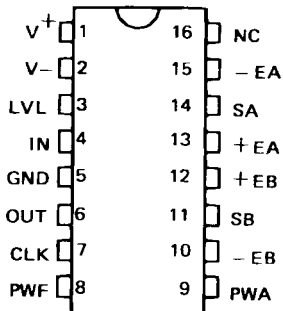 V+ 1 16 NC
V- 2 15 -EA
LVL 3 14 SA
IN 4 13 +EA
GND 5 12 +EB
OUT 6 11 SB
CLK 7 10 -EB
PWF 8 9 PWA